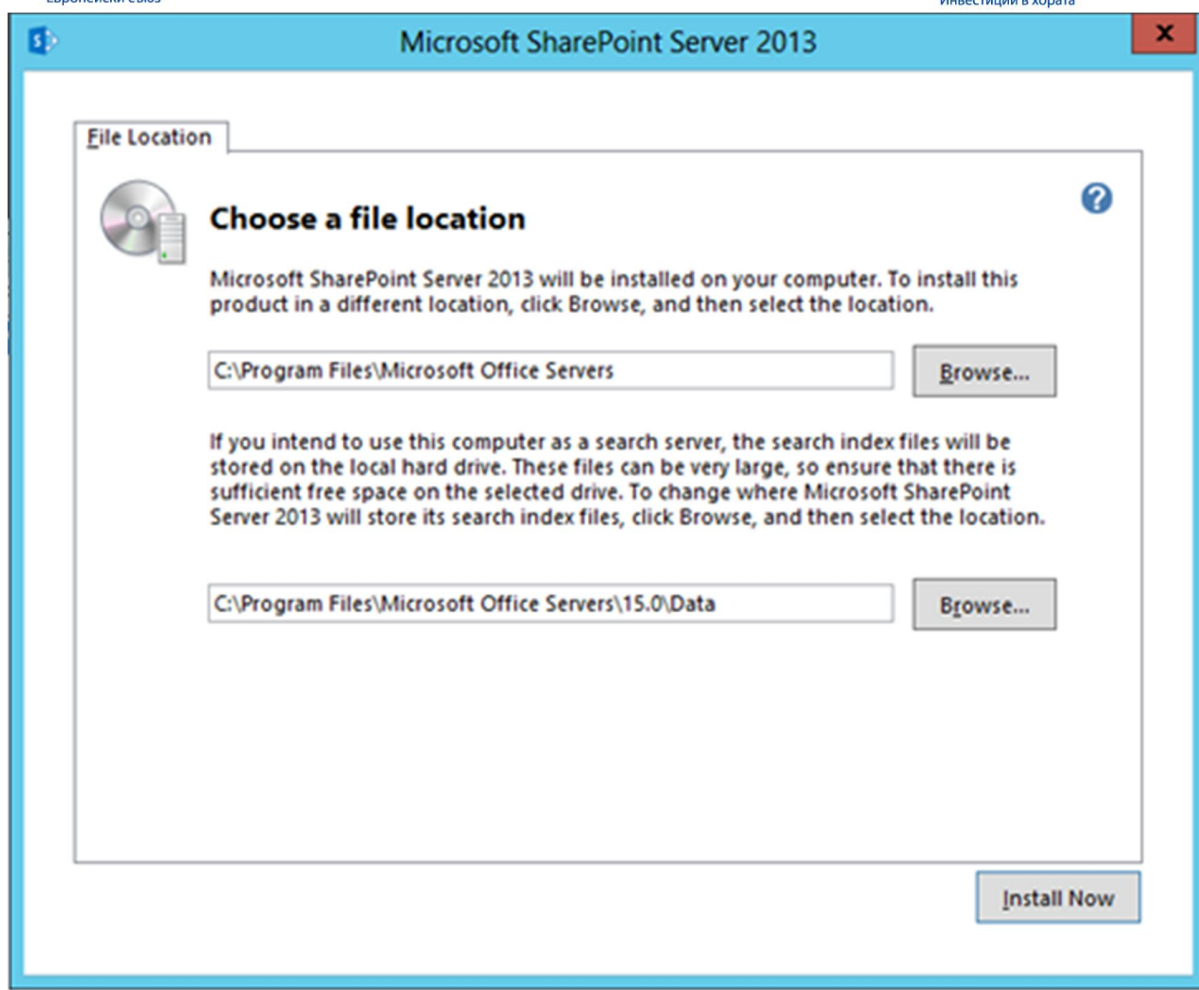 Европейски съюз
Инвестиции в хората
Microsoft SharePoint Server 2013
File Location
Choose a file location
Microsoft SharePoint Server 2013 will be installed on your computer. To install this
product in a different location, click Browse, and then select the location.
C:\Program Files\Microsoft Office Servers
Browse...
If you intend to use this computer as a search server, the search index files will be
stored on the local hard drive. These files can be very large, so ensure that there is
sufficient free space on the selected drive. To change where Microsoft SharePoint
Server 2013 will store its search index files, click Browse, and then select the location.
C:\Program Files\Microsoft Office Servers\15.0\Data
Browse...
Install Now